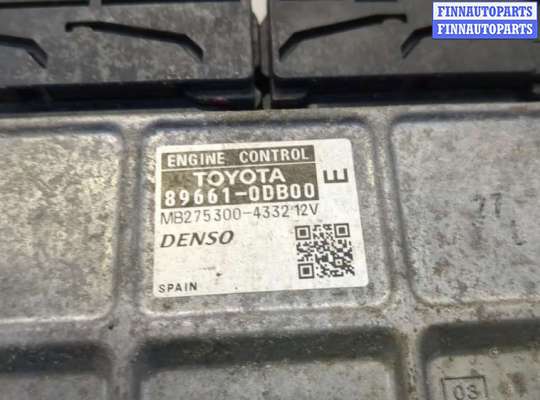 FINNAUTOPARTS
FINNAUTOPARTS
ENGINE CONTROL
TOYOTA
89661-0DB00
E
MB275300-4332 12V
DENSO
SPAIN
03